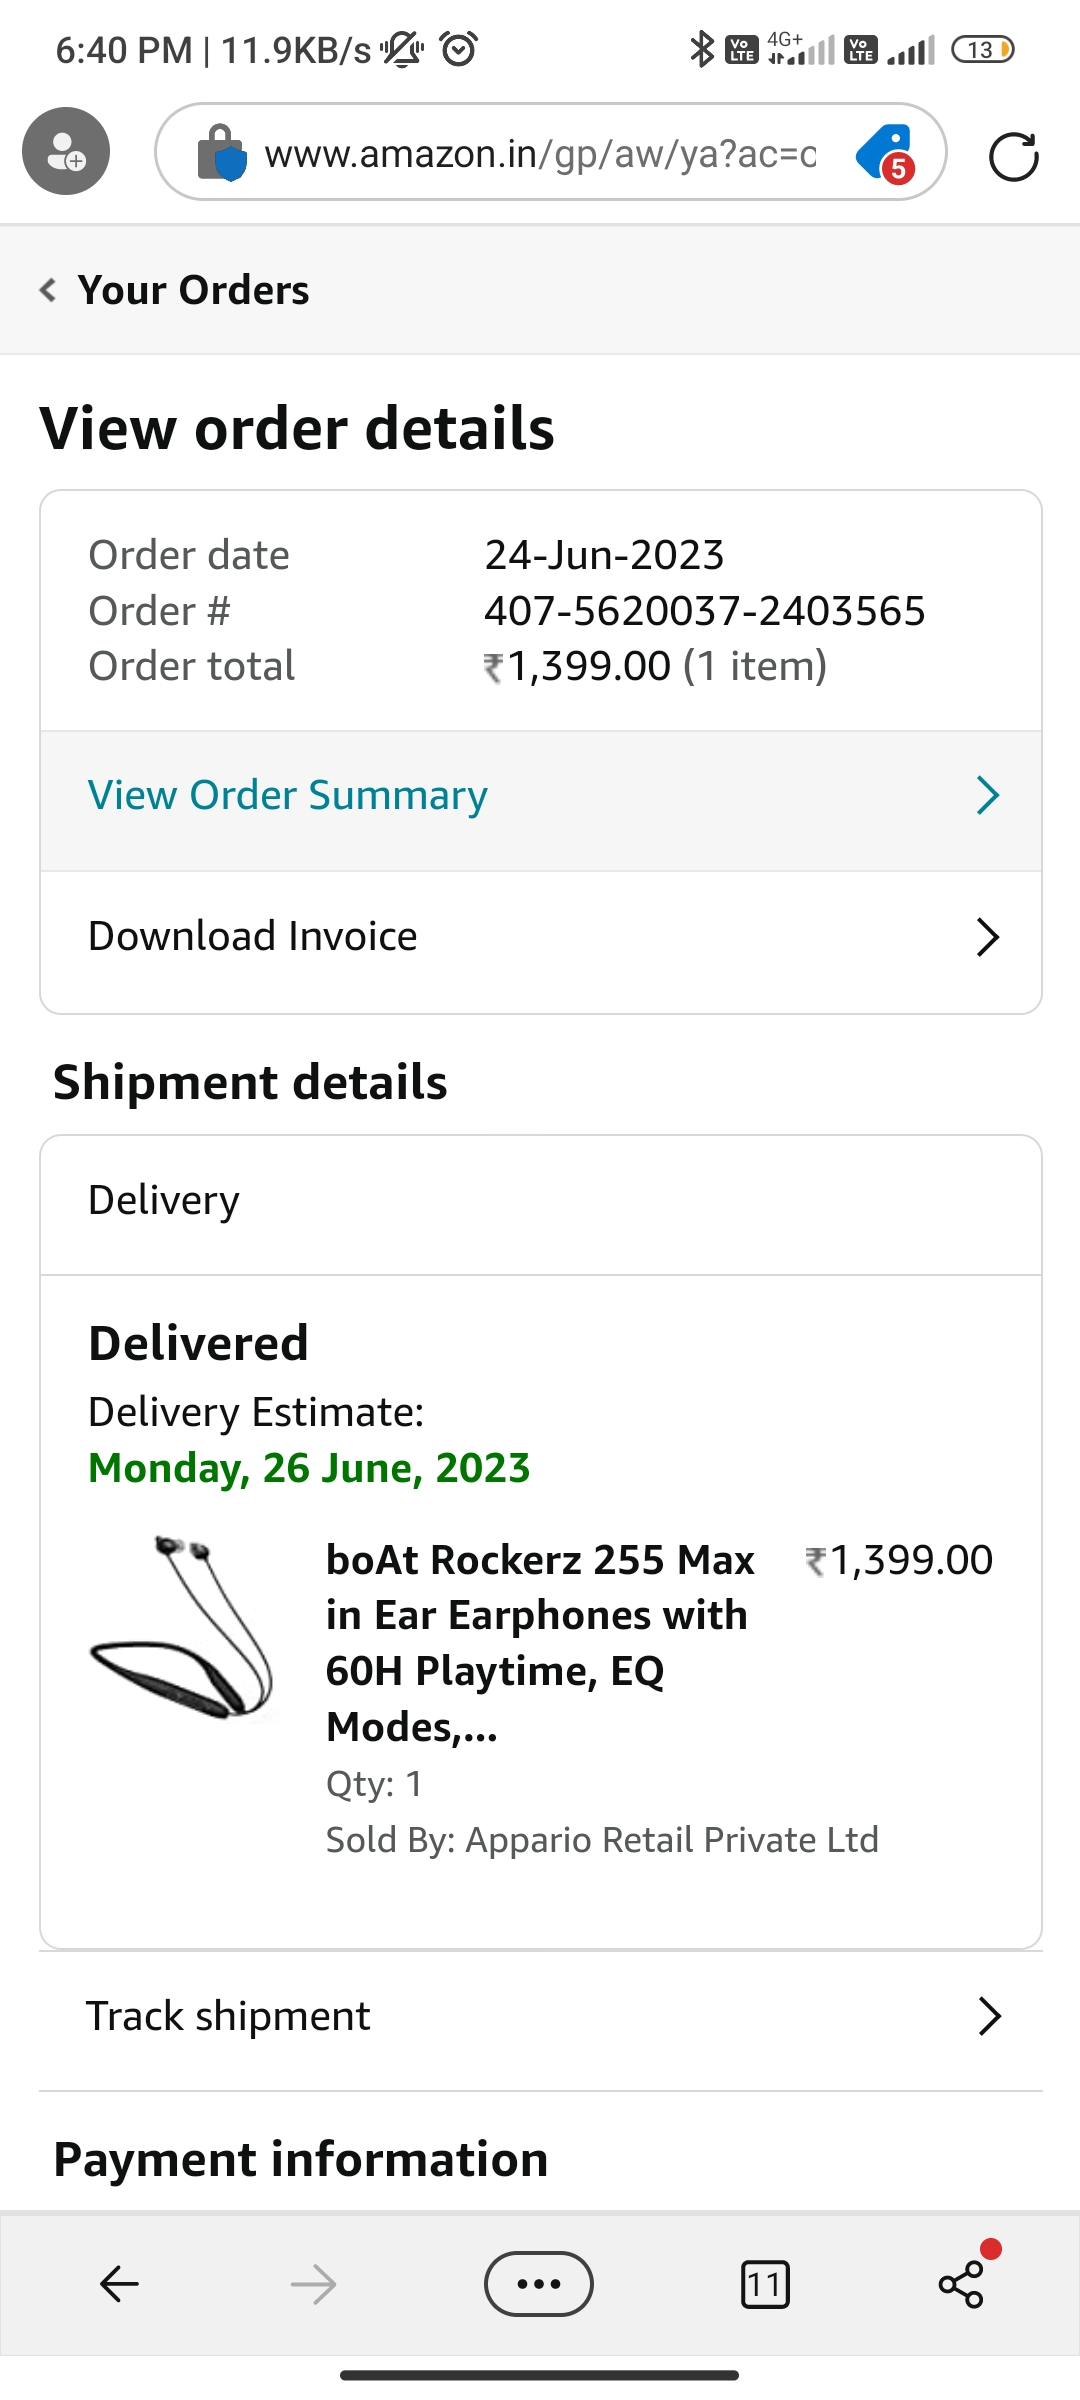 6:40 PM | 11.9KB/s
Vo LTE 4G+ Vo LTE 13
www.amazon.in/gp/aw/ya?ac=o
5
Your Orders
View order details
Order date 24-Jun-2023
Order # 407-5620037-2403565
Order total ₹1,399.00 (1 item)
View Order Summary
Download Invoice
Shipment details
Delivery
Delivered
Delivery Estimate:
Monday, 26 June, 2023
boAt Rockerz 255 Max ₹1,399.00
in Ear Earphones with
60H Playtime, EQ
Modes,...
Qty: 1
Sold By: Appario Retail Private Ltd
Track shipment
Payment information
11